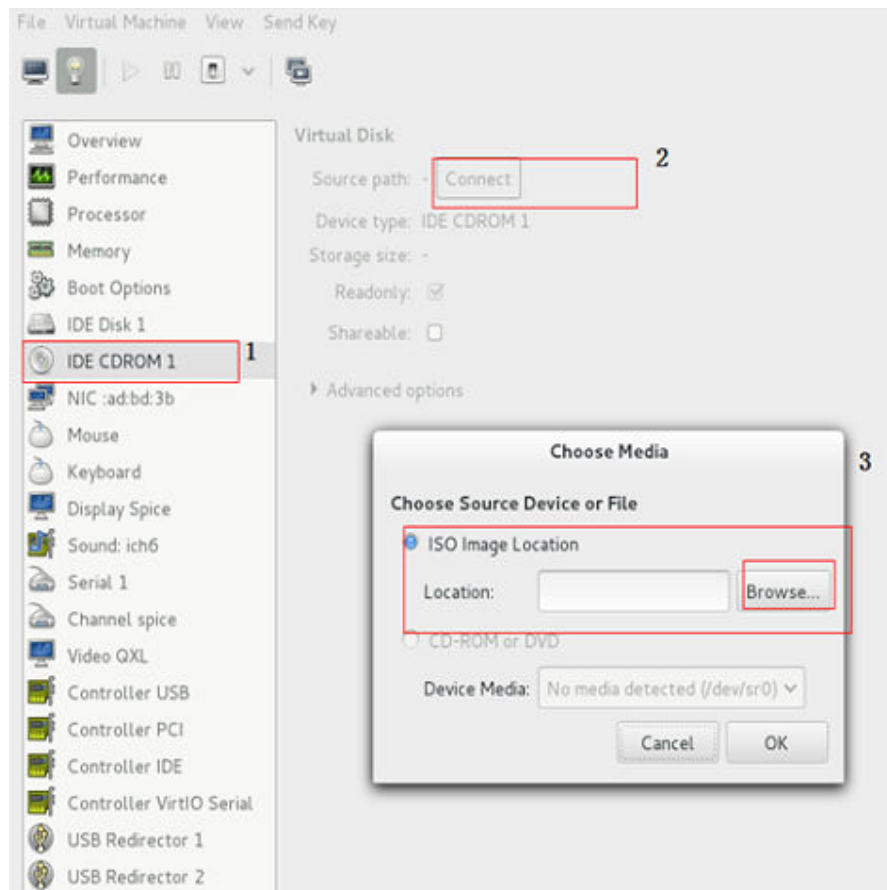 File Virtual Machine View Send Key
Overview
Performance
Processor
Memory
Boot Options
IDE Disk 1
IDE CDROM 1
1
NIC :ad:bd:3b
Mouse
Keyboard
Display Spice
Sound: ich6
Serial 1
Channel spice
Video QXL
Controller USB
Controller PCI
Controller IDE
Controller VirtIO Serial
USB Redirector 1
USB Redirector 2
Virtual Disk
2
Source path: - Connect
Device type: IDE CDROM 1
Storage size: -
Readonly:
Shareable:
Advanced options
Choose Media
3
Choose Source Device or File
ISO Image Location
Location: Browse...
CD-ROM or DVD
Device Media: No media detected (/dev/sr0)
Cancel OK